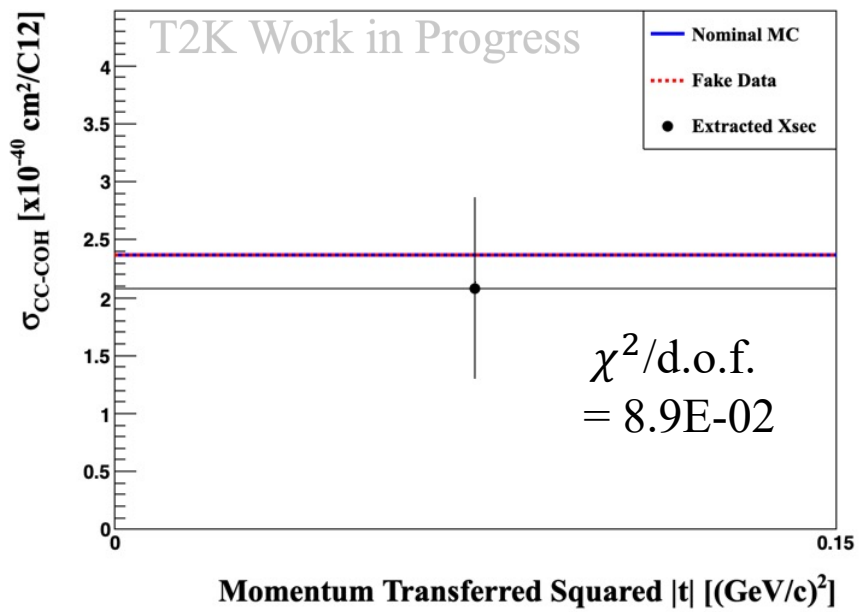 T2K Work in Progress
Nominal MC
Fake Data
Extracted Xsec
σCC-COH [x10⁻⁴⁰ cm²/C12]
4
3.5
3
2.5
2
1.5
1
0.5
0
χ²/d.o.f.
= 8.9E-02
0 0.15
Momentum Transferred Squared |t| [(GeV/c)²]